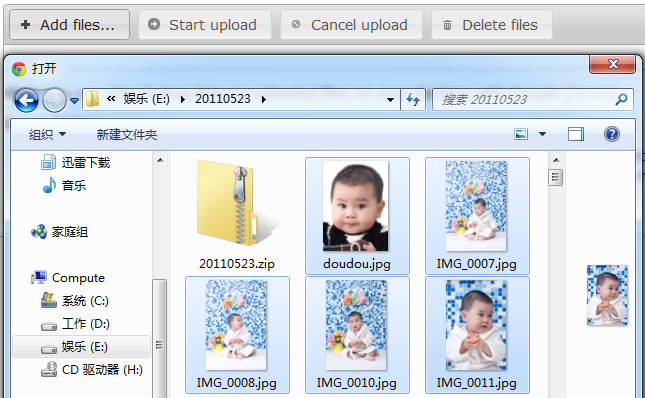 Add files...
Start upload
Cancel upload
Delete files
打开
« 娱乐 (E:) ▸ 20110523 ▸
搜索 20110523
组织
新建文件夹
迅雷下载
音乐
家庭组
Compute
系统 (C:)
工作 (D:)
娱乐 (E:)
CD 驱动器 (H:)
20110523.zip
doudou.jpg
IMG_0007.jpg
IMG_0008.jpg
IMG_0010.jpg
IMG_0011.jpg